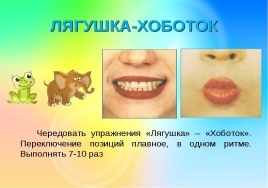 ЛЯГУШКА-ХОБОТОК
Чередовать упражнения «Лягушка» – «Хоботок».
Переключение позиций плавное, в одном ритме.
Выполнять 7-10 раз